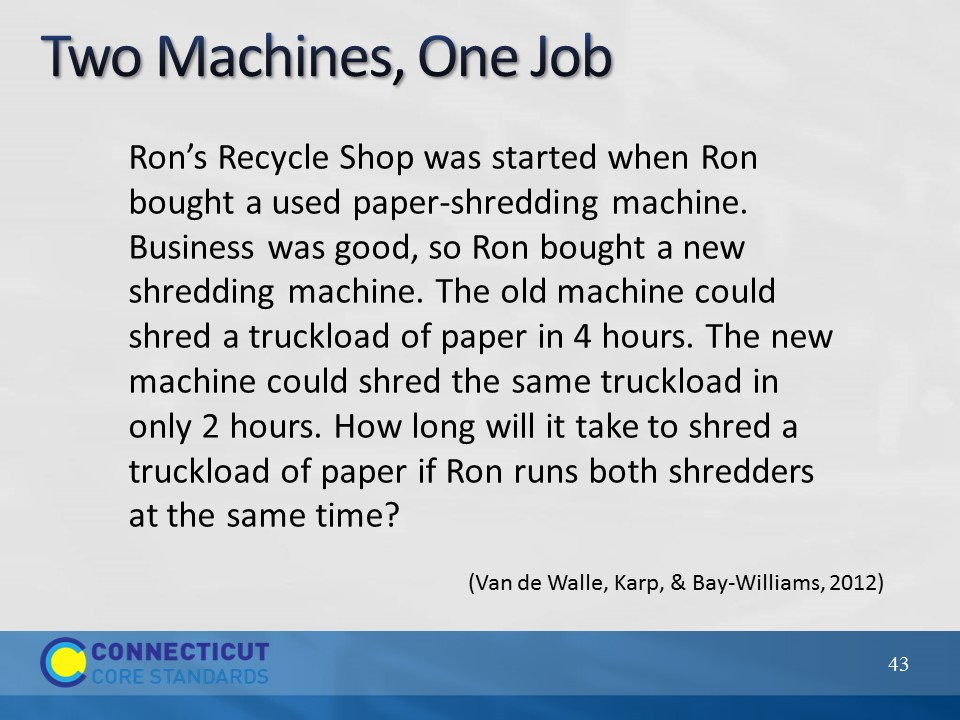 Two Machines, One Job
Ron’s Recycle Shop was started when Ron
bought a used paper-shredding machine.
Business was good, so Ron bought a new
shredding machine. The old machine could
shred a truckload of paper in 4 hours. The new
machine could shred the same truckload in
only 2 hours. How long will it take to shred a
truckload of paper if Ron runs both shredders
at the same time?
(Van de Walle, Karp, & Bay-Williams, 2012)
CONNECTICUT
CORE STANDARDS
43